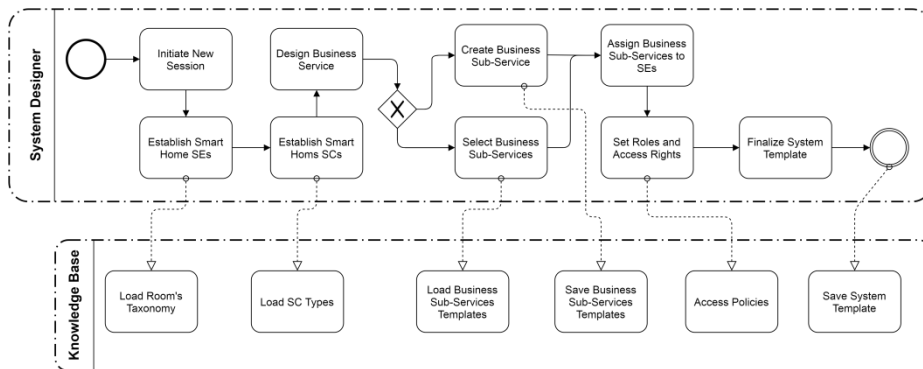 System Designer
Initiate New
Session
Design Business
Service
Create Business
Sub-Service
Assign Business
Sub-Services to
SEs
Establish Smart
Home SEs
Establish Smart
Homs SCs
X
Select Business
Sub-Services
Set Roles and
Access Rights
Finalize System
Template
Knowledge Base
Load Room's
Taxonomy
Load SC Types
Load Business
Sub-Services
Templates
Save Business
Sub-Services
Templates
Access Policies
Save System
Template